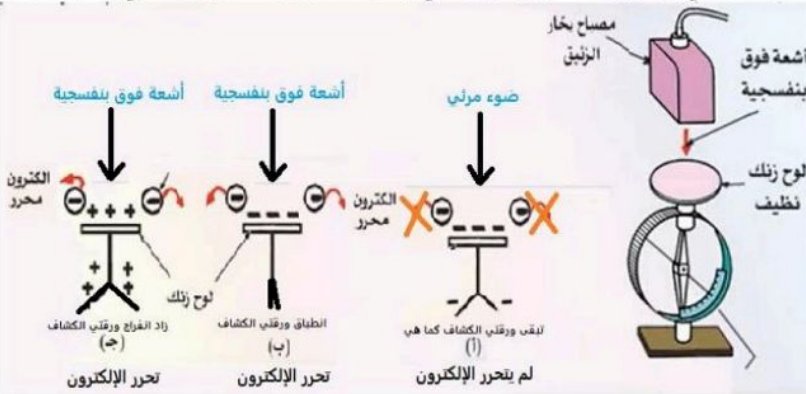 مصباح بخار
الزئبق
أشعة فوق
بنفسجية
لوح زنك
نظيف
ضوء مرئي
الكترون
محرر
تبقى ورقتي الكشاف كما هي
(أ)
لم يتحرر الإلكترون
أشعة فوق بنفسجية
لوح زنك
انطباق ورقتي الكشاف
(ب)
تحرر الإلكترون
أشعة فوق بنفسجية
الكترون
محرر
زاد انفراج ورقتي الكشاف
(جـ)
تحرر الإلكترون